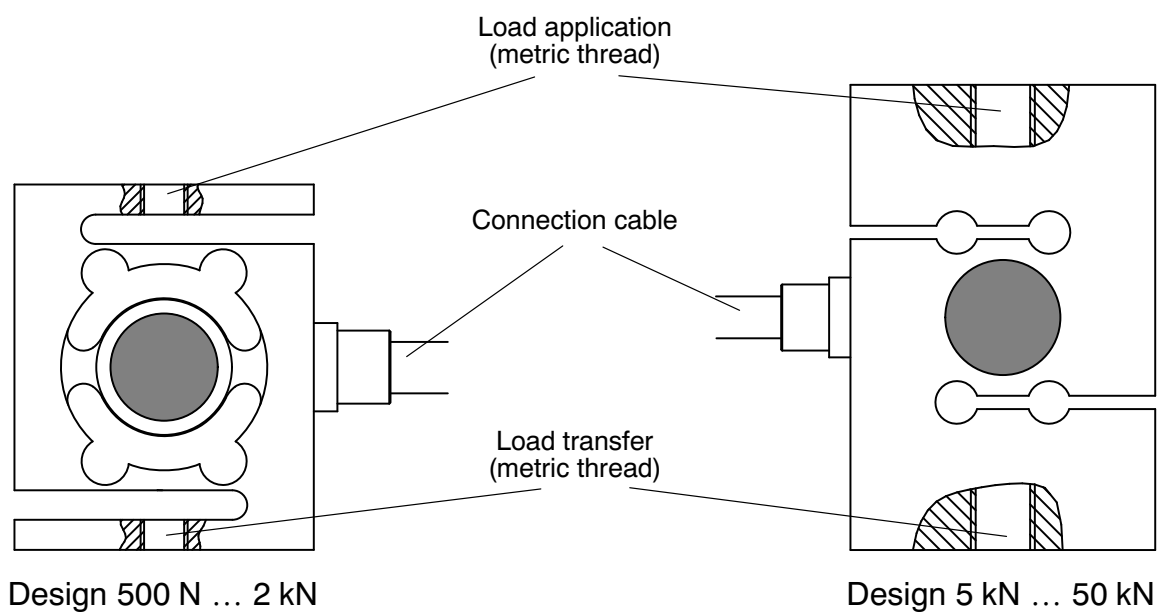 Load application
(metric thread)
Connection cable
Load transfer
(metric thread)
Design 500 N … 2 kN
Design 5 kN … 50 kN